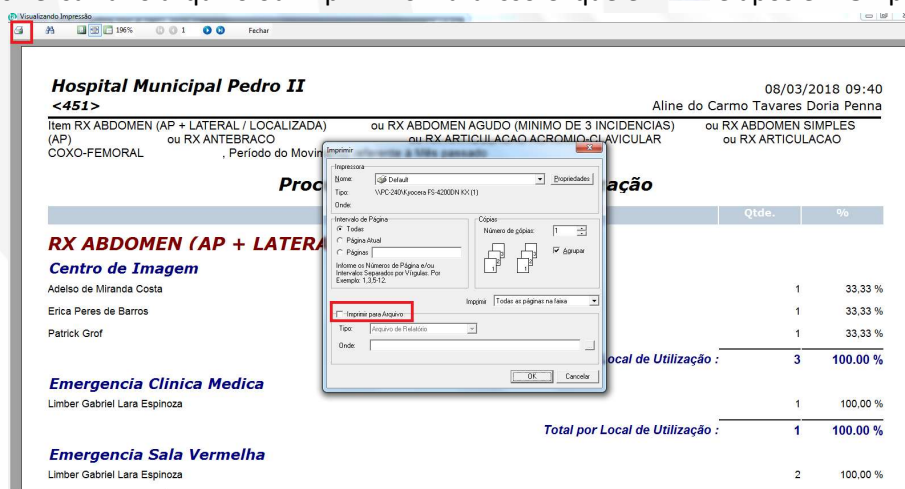 Visualizando Impressão
196%
1
Fechar
Hospital Municipal Pedro II
08/03/2018 09:40
<451>
Aline do Carmo Tavares Doria Penna
Item RX ABDOMEN (AP + LATERAL / LOCALIZADA) ou RX ABDOMEN AGUDO (MINIMO DE 3 INCIDENCIAS) ou RX ABDOMEN SIMPLES
(AP) ou RX ANTEBRACO ou RX ARTICULACAO ACROMIO-CLAVICULAR ou RX ARTICULACAO
COXO-FEMORAL , Período do Movin referente à Mês passado
Proc ação
Qtde. %
RX ABDOMEN (AP + LATERA
Centro de Imagem
Adelso de Miranda Costa 1 33,33 %
Erica Peres de Barros 1 33,33 %
Patrick Grof 1 33,33 %
ocal de Utilização : 3 100.00 %
Emergencia Clinica Medica
Limber Gabriel Lara Espinoza 1 100,00 %
Total por Local de Utilização : 1 100.00 %
Emergencia Sala Vermelha
Limber Gabriel Lara Espinoza 2 100,00 %
Imprimir
Impressora
Nome: Default Propriedades
Tipo: \\PC-240\Kyocera FS-4200DN KX (1)
Onde:
Intervalo de Página
Todas
Página Atual
Páginas
Informe os Números de Página e/ou
Intervalos Separados por Vírgulas. Por
Exemplo: 1,3,5-12.
Cópias
Número de cópias: 1
Agrupar
Imprimir Todas as páginas na faixa
Imprimir para Arquivo
Tipo: Arquivo de Relatório
Onde:
OK Cancelar